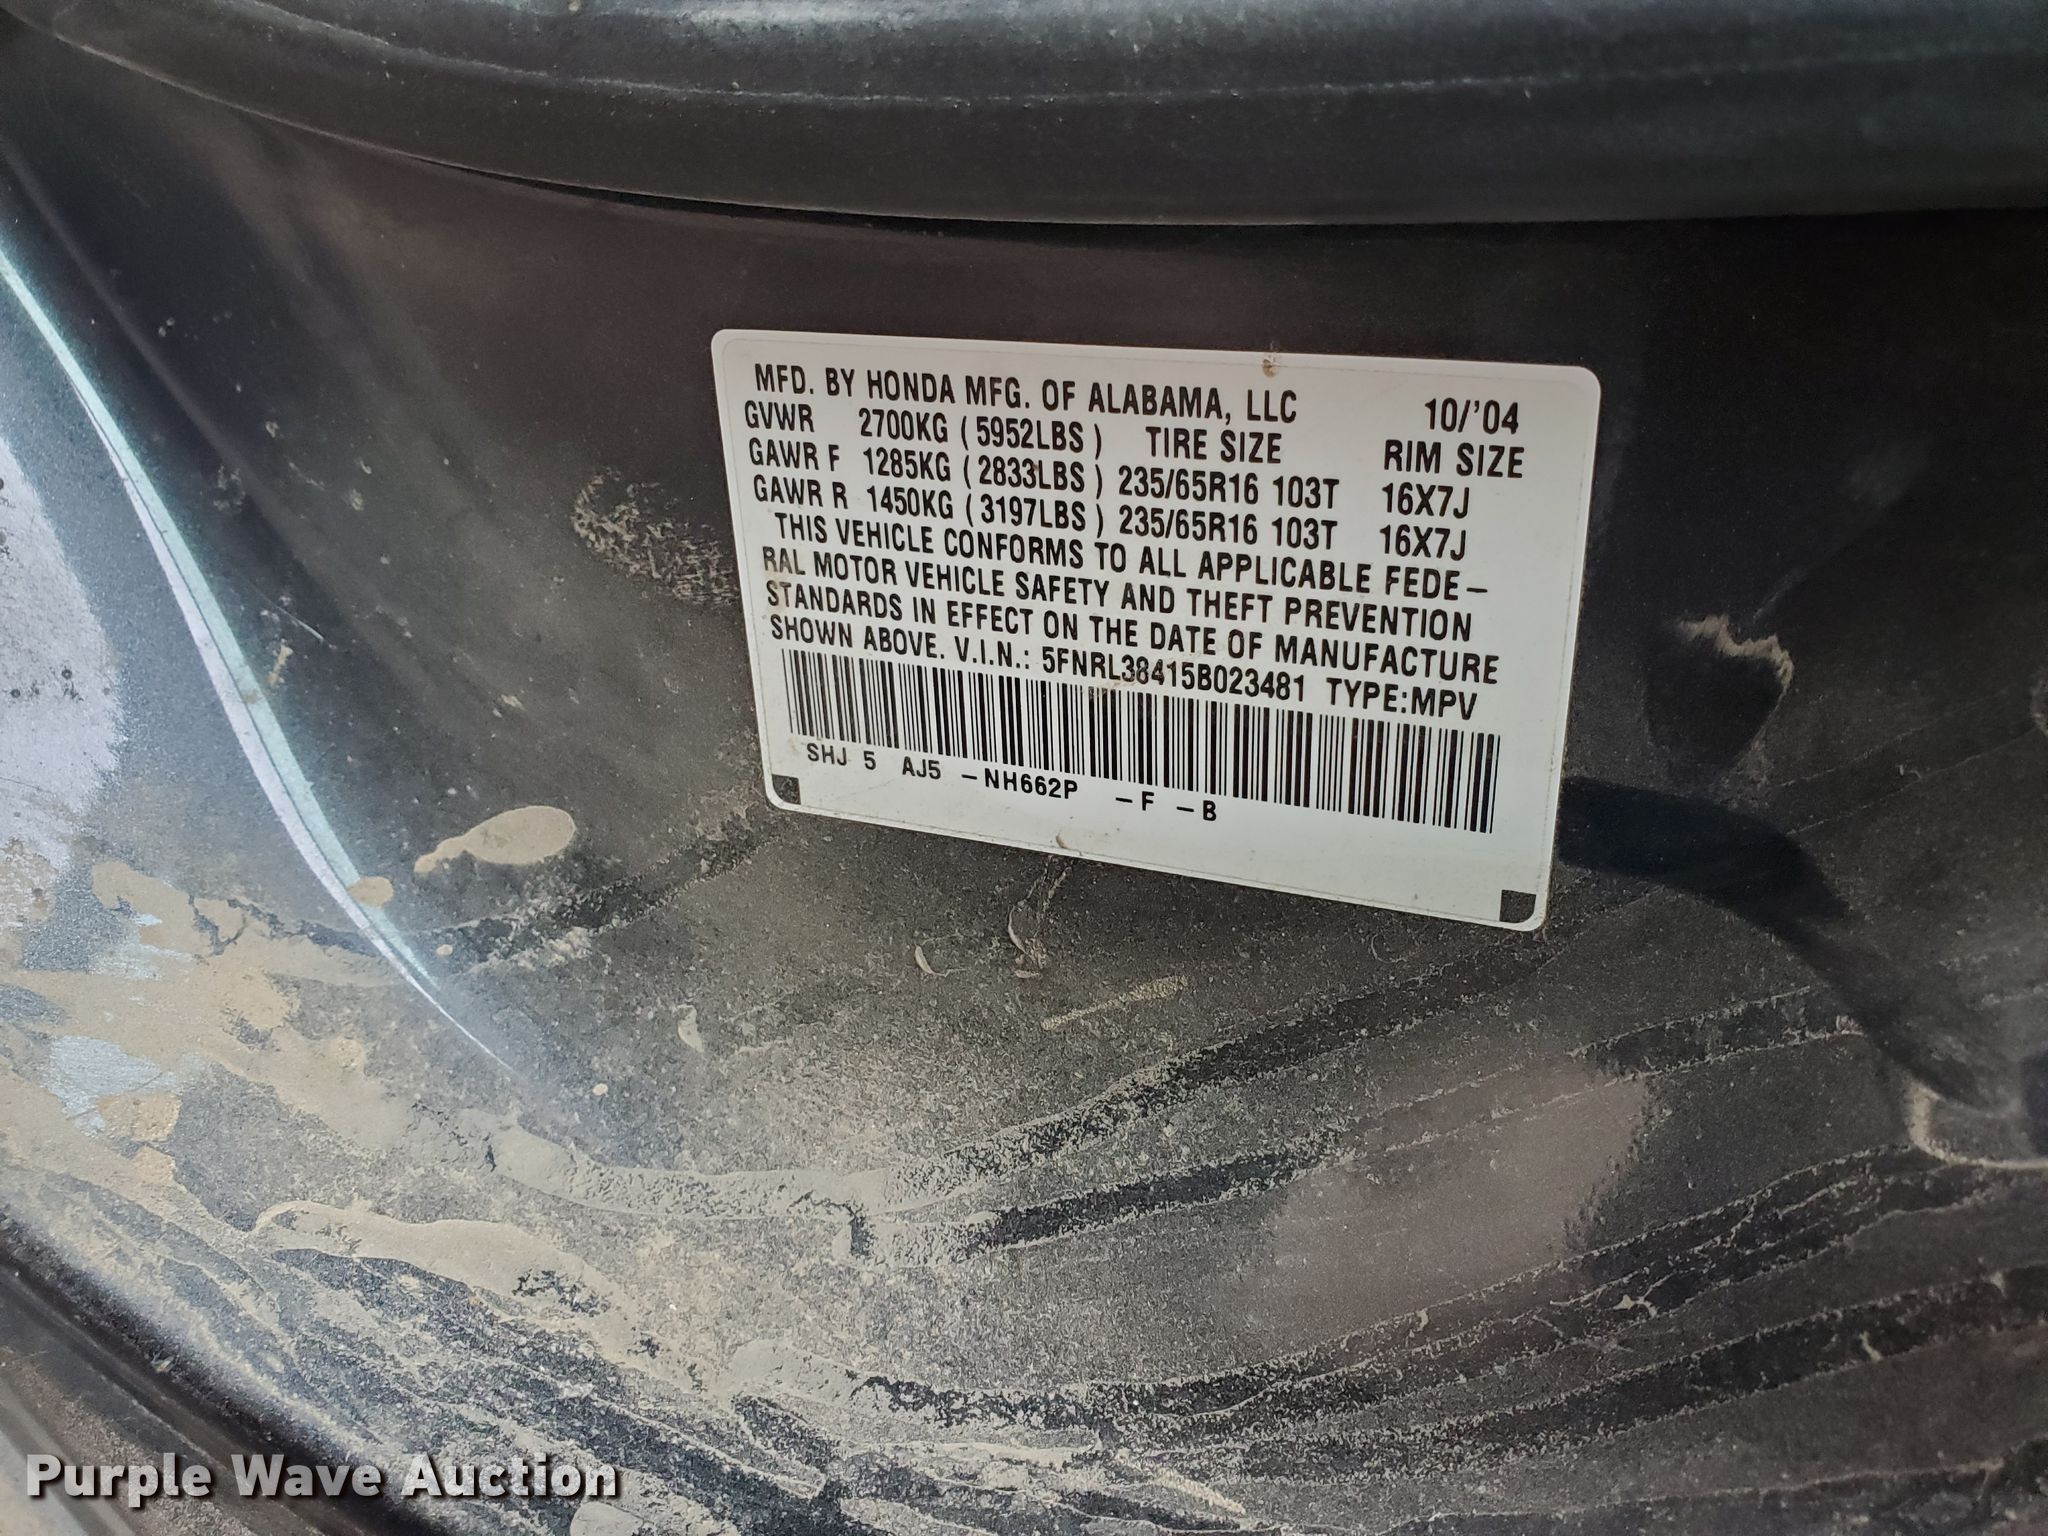 MFD. BY HONDA MFG. OF ALABAMA, LLC 10/'04
GVWR 2700KG (5952LBS) TIRE SIZE RIM SIZE
GAWR F 1285KG (2833LBS) 235/65R16 103T 16X7J
GAWR R 1450KG (3197LBS) 235/65R16 103T 16X7J
THIS VEHICLE CONFORMS TO ALL APPLICABLE FEDE-
RAL MOTOR VEHICLE SAFETY AND THEFT PREVENTION
STANDARDS IN EFFECT ON THE DATE OF MANUFACTURE
SHOWN ABOVE. V.I.N.: 5FNRL38415B023481 TYPE:MPV
SHJ 5 AJ5 -NH662P -F -B
Purple Wave Auction